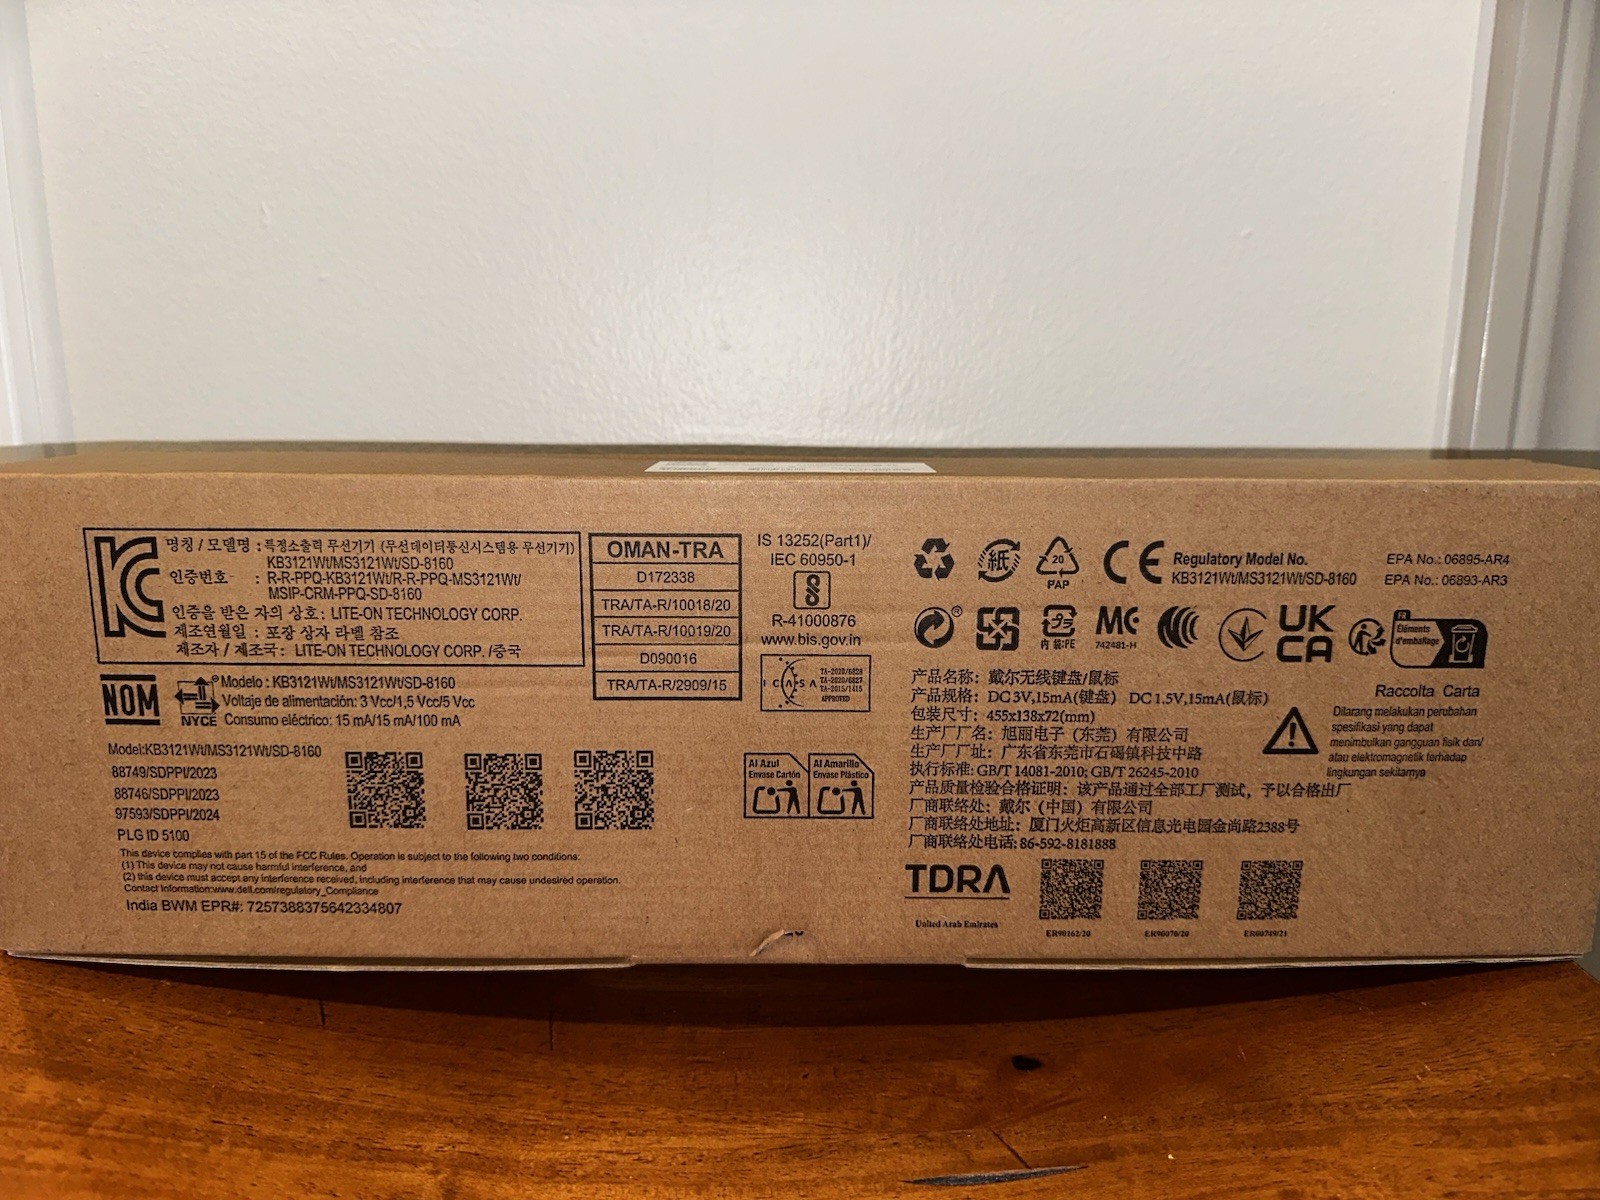 명칭 / 모델명 : 특정소출력 무선기기 (무선데이터통신시스템용 무선기기)
KB3121Wt/MS3121Wt/SD-8160
인증번호 : R-R-PPQ-KB3121Wt/R-R-PPQ-MS3121Wt/
MSIP-CRM-PPQ-SD-8160
인증을 받은 자의 상호: LITE-ON TECHNOLOGY CORP.
제조연월일 : 포장 상자 라벨 참조
제조자 / 제조국: LITE-ON TECHNOLOGY CORP. /중국
NOM
NYCE
Modelo : KB3121Wt/MS3121Wt/SD-8160
Voltaje de alimentación: 3 Vcc/1,5 Vcc/5 Vcc
Consumo eléctrico: 15 mA/15 mA/100 mA
Model:KB3121Wt/MS3121Wt/SD-8160
88749/SDPPI/2023
88746/SDPPI/2023
97593/SDPPI/2024
PLG ID 5100
This device complies with part 15 of the FCC Rules. Operation is subject to the following two conditions:
(1) This device may not cause harmful interference, and
(2) this device must accept any interference received, including interference that may cause undesired operation.
Contact Information:www.dell.com/regulatory_Compliance
India BWM EPR#: 7257388375642334807
OMAN-TRA
D172338
TRA/TA-R/10018/20
TRA/TA-R/10019/20
D090016
TRA/TA-R/2909/15
IS 13252(Part1)/
IEC 60950-1
R-41000876
www.bis.gov.in
ICASA
TA-2020/6828
TA-2020/6827
TA-2015/1415
APPROVED
Al Azul
Envase Cartón
Al Amarillo
Envase Plástico
紙
20
PAP
CE
Regulatory Model No.
KB3121Wt/MS3121Wt/SD-8160
EPA No.: 06895-AR4
EPA No.: 06893-AR3
内装:PE
742481-H
UK
CA
FR
Éléments
d'emballage
Raccolta Carta
产品名称：戴尔无线键盘/鼠标
产品规格：DC 3V,15mA(键盘) DC 1.5V,15mA(鼠标)
包装尺寸：455x138x72(mm)
生产厂厂名：旭丽电子（东莞）有限公司
生产厂厂址：广东省东莞市石碣镇科技中路
执行标准: GB/T 14081-2010; GB/T 26245-2010
产品质量检验合格证明：该产品通过全部工厂测试，予以合格出厂
厂商联络处：戴尔（中国）有限公司
厂商联络处地址：厦门火炬高新区信息光电园金尚路2388号
厂商联络处电话: 86-592-8181888
Dilarang melakukan perubahan
spesifikasi yang dapat
menimbulkan gangguan fisik dan/
atau elektromagnetik terhadap
lingkungan sekitarnya
TDRA
United Arab Emirates
ER90162/20
ER90070/20